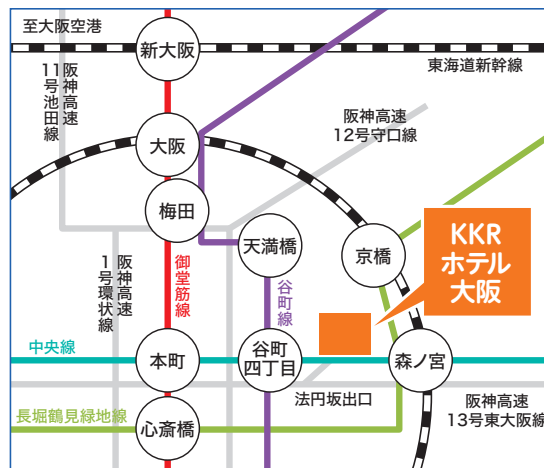 至大阪空港
新大阪
東海道新幹線
阪神高速
11号池田線
阪神高速
12号守口線
大阪
梅田
天満橋
京橋
KKR
ホテル
大阪
阪神高速
1号環状線
御堂筋線
谷町線
中央線
本町
谷町
四丁目
森ノ宮
法円坂出口
阪神高速
13号東大阪線
長堀鶴見緑地線
心斎橋